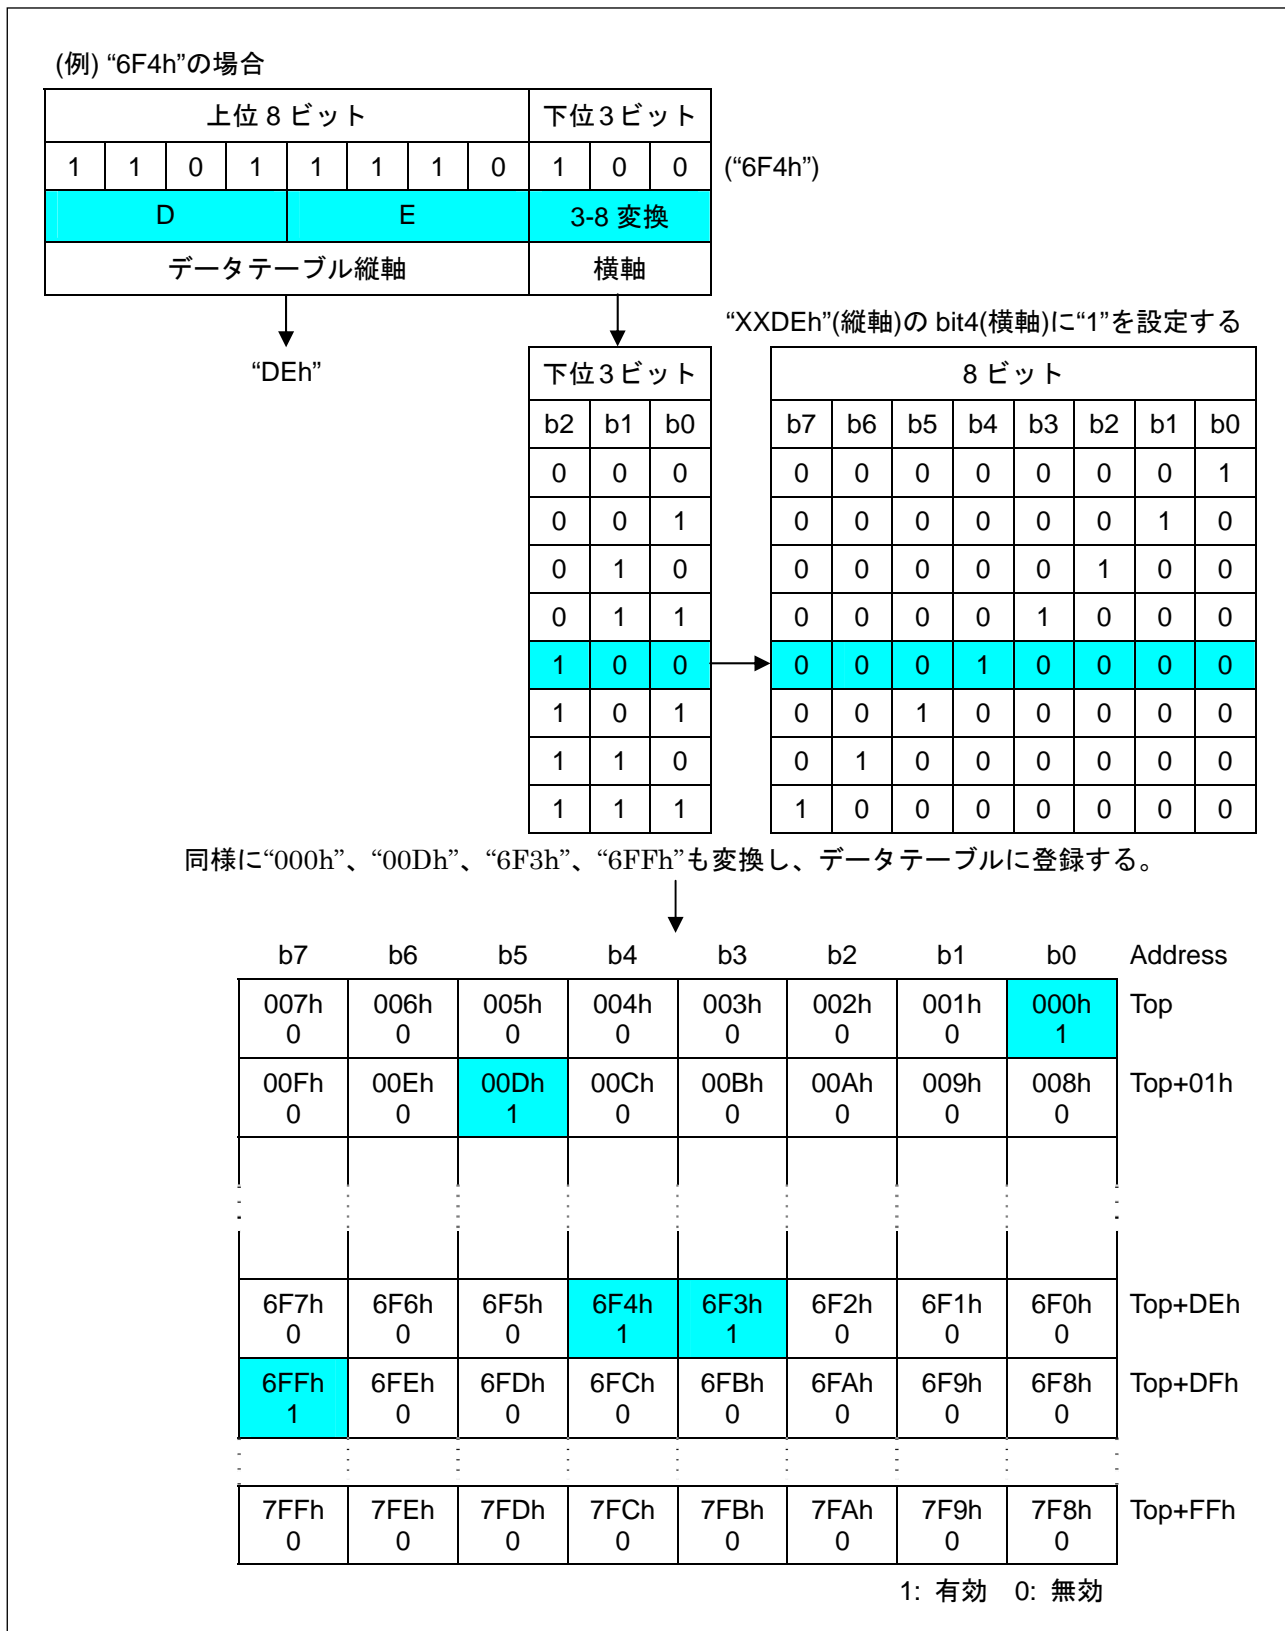 (例) “6F4h”の場合
上位 8 ビット 下位 3 ビット
1 1 0 1 1 1 1 0 1 0 0 (“6F4h”)
D E 3-8 変換
データテーブル縦軸 横軸
“XXDEh”(縦軸)の bit4(横軸)に“1”を設定する
“DEh” 下位 3 ビット 8 ビット
b2 b1 b0 b7 b6 b5 b4 b3 b2 b1 b0
0 0 0 0 0 0 0 0 0 0 1
0 0 1 0 0 0 0 0 0 1 0
0 1 0 0 0 0 0 0 1 0 0
0 1 1 0 0 0 0 1 0 0 0
1 0 0 0 0 0 1 0 0 0 0
1 0 1 0 0 1 0 0 0 0 0
1 1 0 0 1 0 0 0 0 0 0
1 1 1 1 0 0 0 0 0 0 0
同様に“000h”、“00Dh”、“6F3h”、“6FFh”も変換し、データテーブルに登録する。
b7 b6 b5 b4 b3 b2 b1 b0 Address
007h 006h 005h 004h 003h 002h 001h 000h Top
0 0 0 0 0 0 0 1
00Fh 00Eh 00Dh 00Ch 00Bh 00Ah 009h 008h Top+01h
0 0 1 0 0 0 0 0
6F7h 6F6h 6F5h 6F4h 6F3h 6F2h 6F1h 6F0h Top+DEh
0 0 0 1 1 0 0 0
6FFh 6FEh 6FDh 6FCh 6FBh 6FAh 6F9h 6F8h Top+DFh
1 0 0 0 0 0 0 0
7FFh 7FEh 7FDh 7FCh 7FBh 7FAh 7F9h 7F8h Top+FFh
0 0 0 0 0 0 0 0
1: 有効 0: 無効